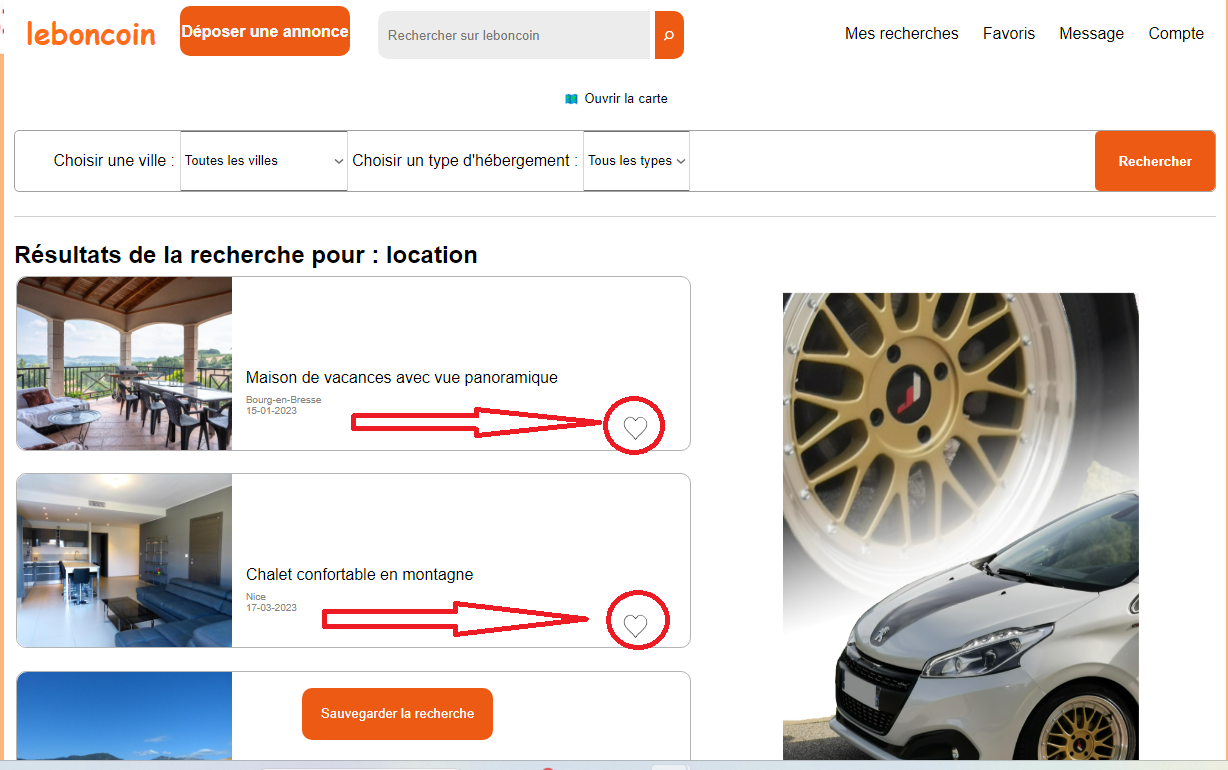 leboncoin
Déposer une annonce
Rechercher sur leboncoin
Mes recherches
Favoris
Message
Compte
Ouvrir la carte
Choisir une ville :
Toutes les villes
Choisir un type d'hébergement :
Tous les types
Rechercher
Résultats de la recherche pour : location
Maison de vacances avec vue panoramique
Bourg-en-Bresse
15-01-2023
Chalet confortable en montagne
Nice
17-03-2023
Sauvegarder la recherche